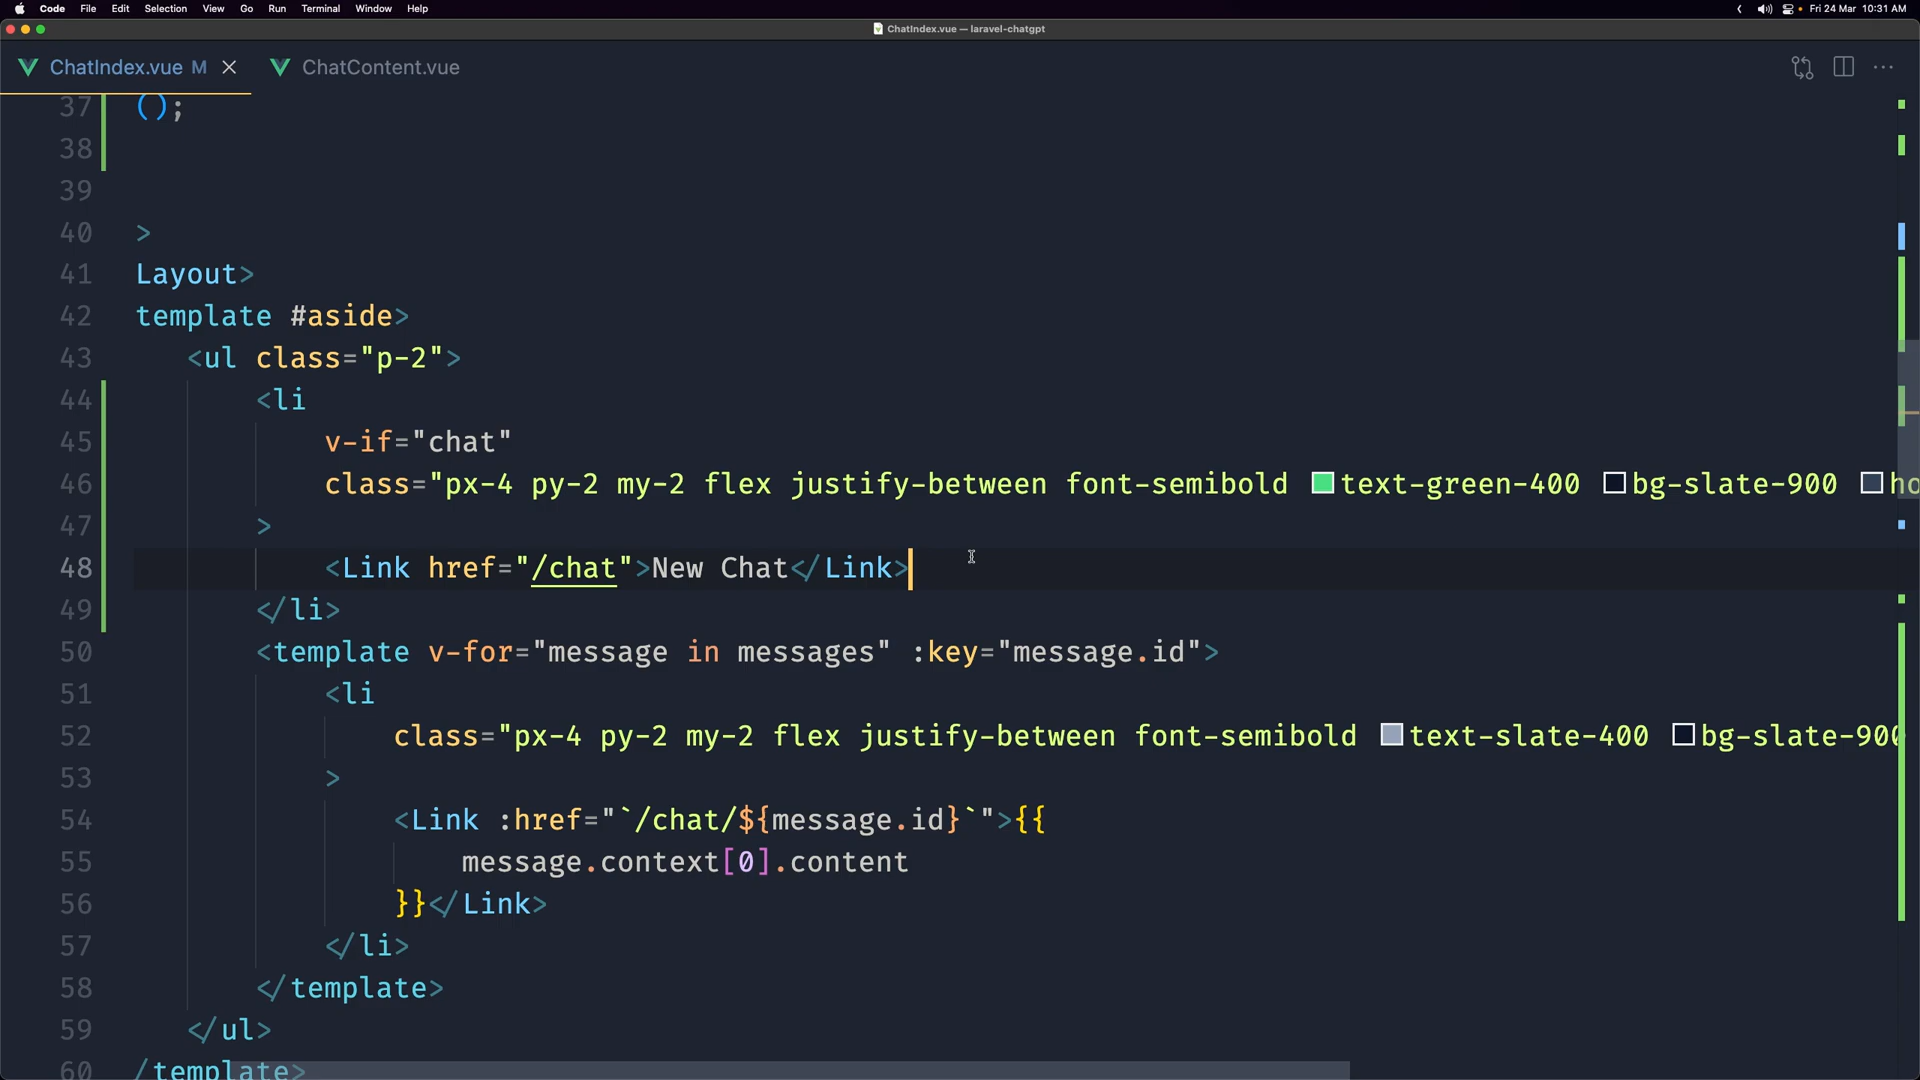 Code File Edit Selection View Go Run Terminal Window Help Fri 24 Mar 10:31 AM
ChatIndex.vue — laravel-chatgpt
ChatIndex.vue M ChatContent.vue
37 ();
38
39
40 >
41 Layout>
42 template #aside>
43 <ul class="p-2">
44 <li
45 v-if="chat"
46 class="px-4 py-2 my-2 flex justify-between font-semibold text-green-400 bg-slate-900 ho
47 >
48 <Link href="/chat">New Chat</Link>
49 </li>
50 <template v-for="message in messages" :key="message.id">
51 <li
52 class="px-4 py-2 my-2 flex justify-between font-semibold text-slate-400 bg-slate-900
53 >
54 <Link :href="`/chat/${message.id}`">{{
55 message.context[0].content
56 }}</Link>
57 </li>
58 </template>
59 </ul>
60 /template>